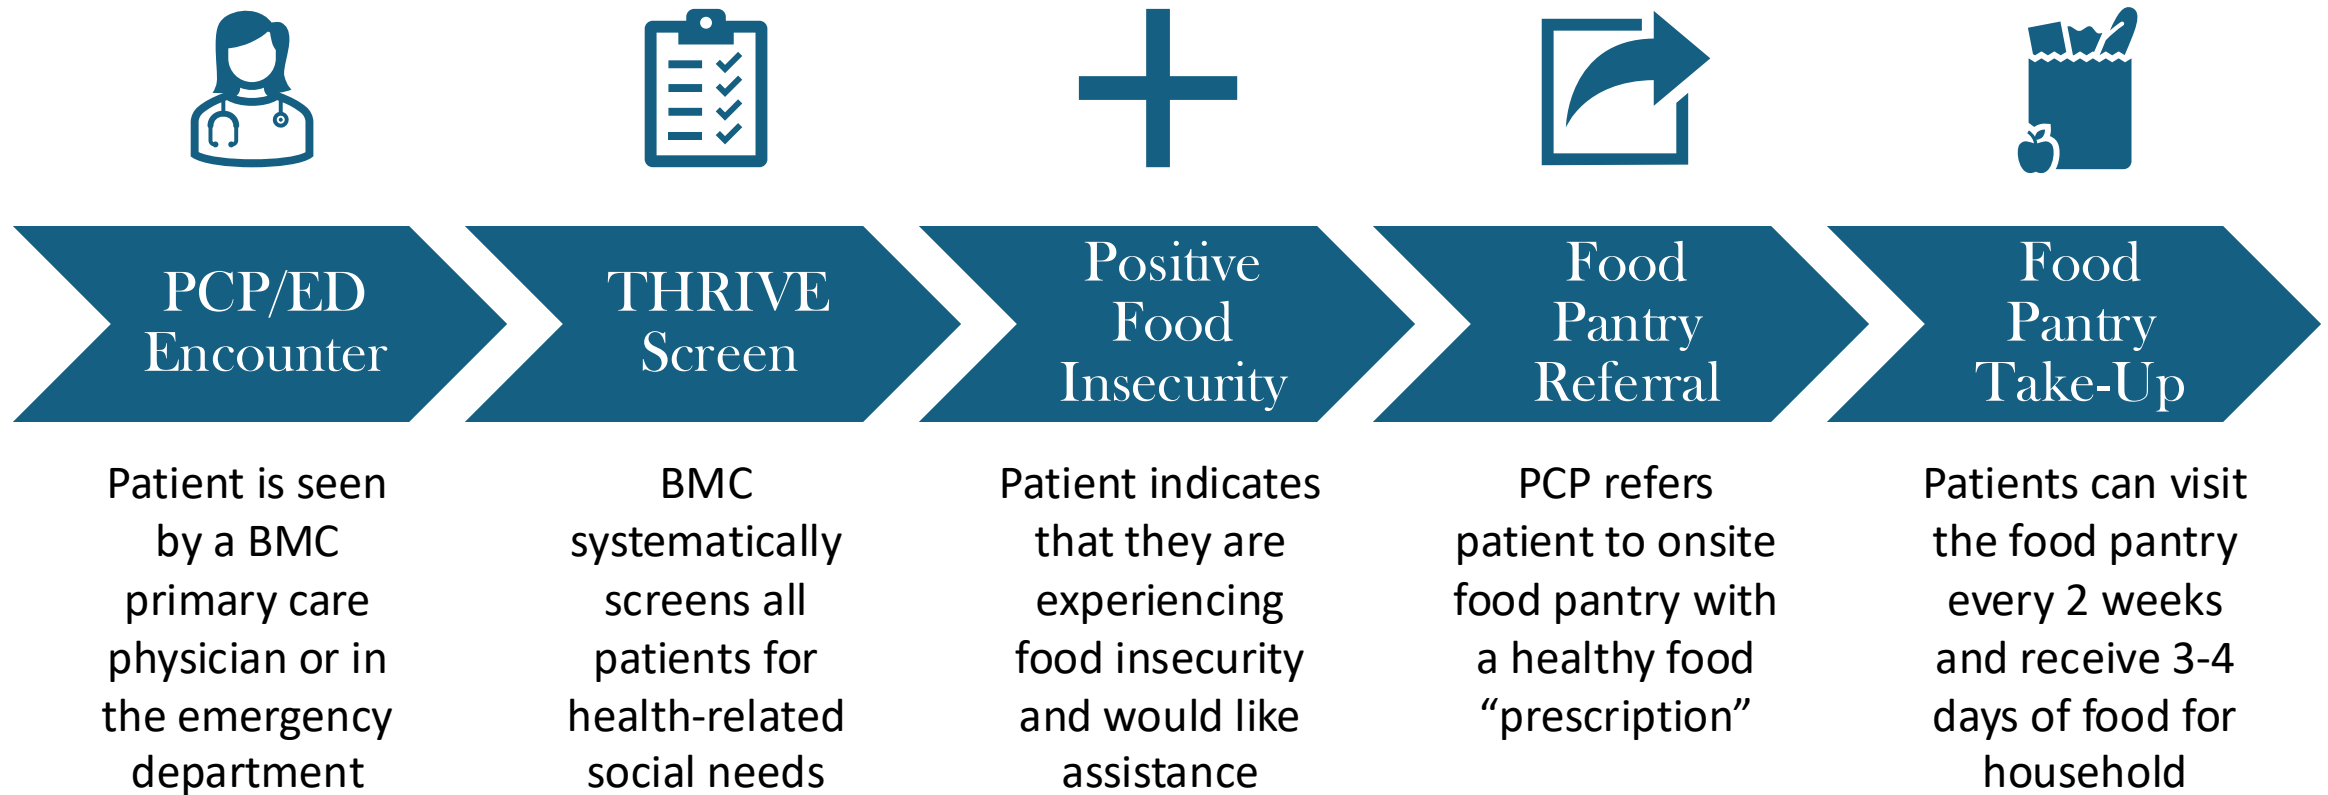 PCP/ED
Encounter
THRIVE
Screen
Positive
Food
Insecurity
Food
Pantry
Referral
Food
Pantry
Take-Up
Patient is seen
by a BMC
primary care
physician or in
the emergency
department
BMC
systematically
screens all
patients for
health-related
social needs
Patient indicates
that they are
experiencing
food insecurity
and would like
assistance
PCP refers
patient to onsite
food pantry with
a healthy food
“prescription”
Patients can visit
the food pantry
every 2 weeks
and receive 3-4
days of food for
household